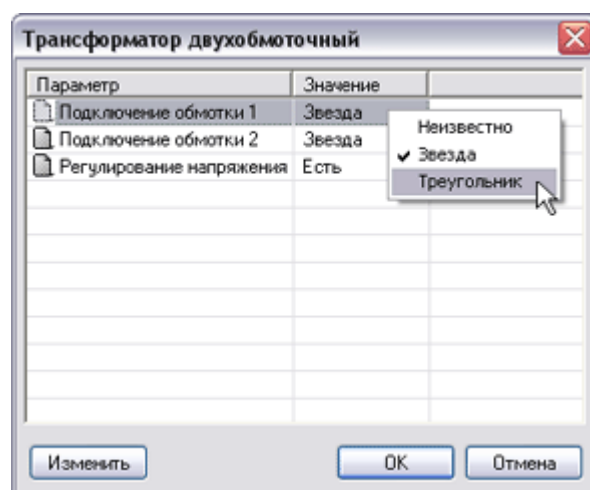 Трансформатор двухобмоточный
Параметр Значение
Подключение обмотки 1 Звезда
Неизвестно
Подключение обмотки 2 Звезда
Звезда
Регулирование напряжения Есть
Треугольник
Изменить OK Отмена